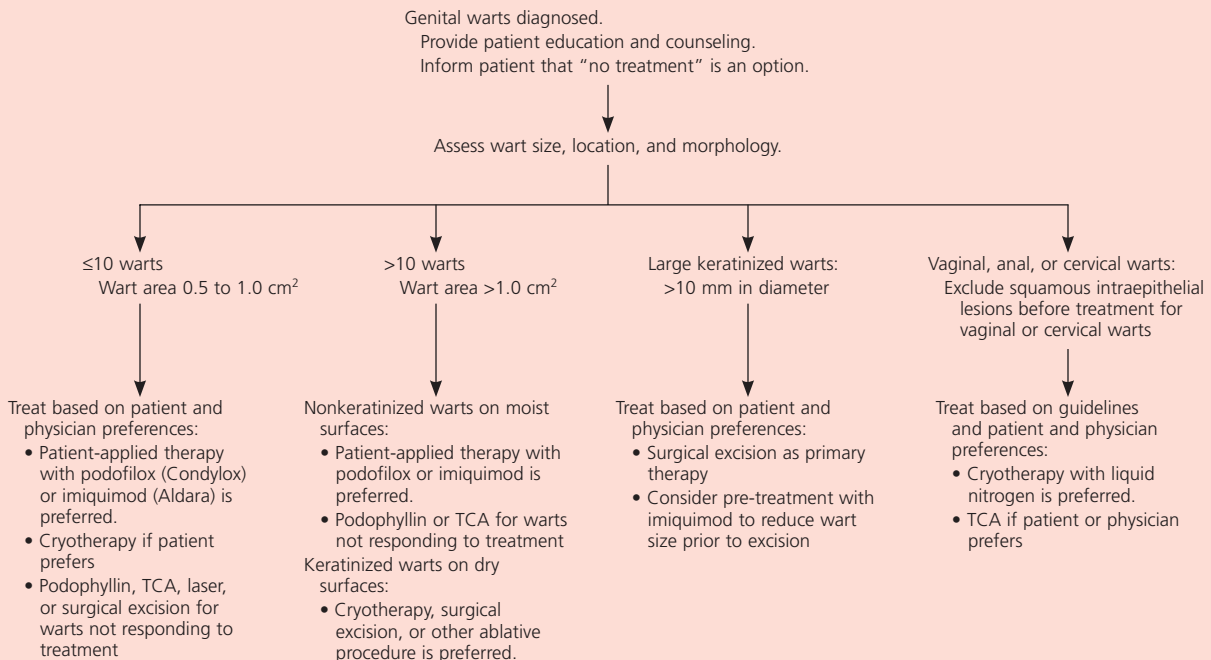 Genital warts diagnosed.
Provide patient education and counseling.
Inform patient that “no treatment” is an option.
Assess wart size, location, and morphology.
≤10 warts
Wart area 0.5 to 1.0 cm²
>10 warts
Wart area >1.0 cm²
Large keratinized warts:
>10 mm in diameter
Vaginal, anal, or cervical warts:
Exclude squamous intraepithelial
lesions before treatment for
vaginal or cervical warts
Treat based on patient and
physician preferences:
• Patient-applied therapy
with podofilox (Condylox)
or imiquimod (Aldara) is
preferred.
• Cryotherapy if patient
prefers
• Podophyllin, TCA, laser,
or surgical excision for
warts not responding to
treatment
Nonkeratinized warts on moist
surfaces:
• Patient-applied therapy with
podofilox or imiquimod is
preferred.
• Podophyllin or TCA for warts
not responding to treatment
Keratinized warts on dry
surfaces:
• Cryotherapy, surgical
excision, or other ablative
procedure is preferred.
Treat based on patient and
physician preferences:
• Surgical excision as primary
therapy
• Consider pre-treatment with
imiquimod to reduce wart
size prior to excision
Treat based on guidelines
and patient and physician
preferences:
• Cryotherapy with liquid
nitrogen is preferred.
• TCA if patient or physician
prefers